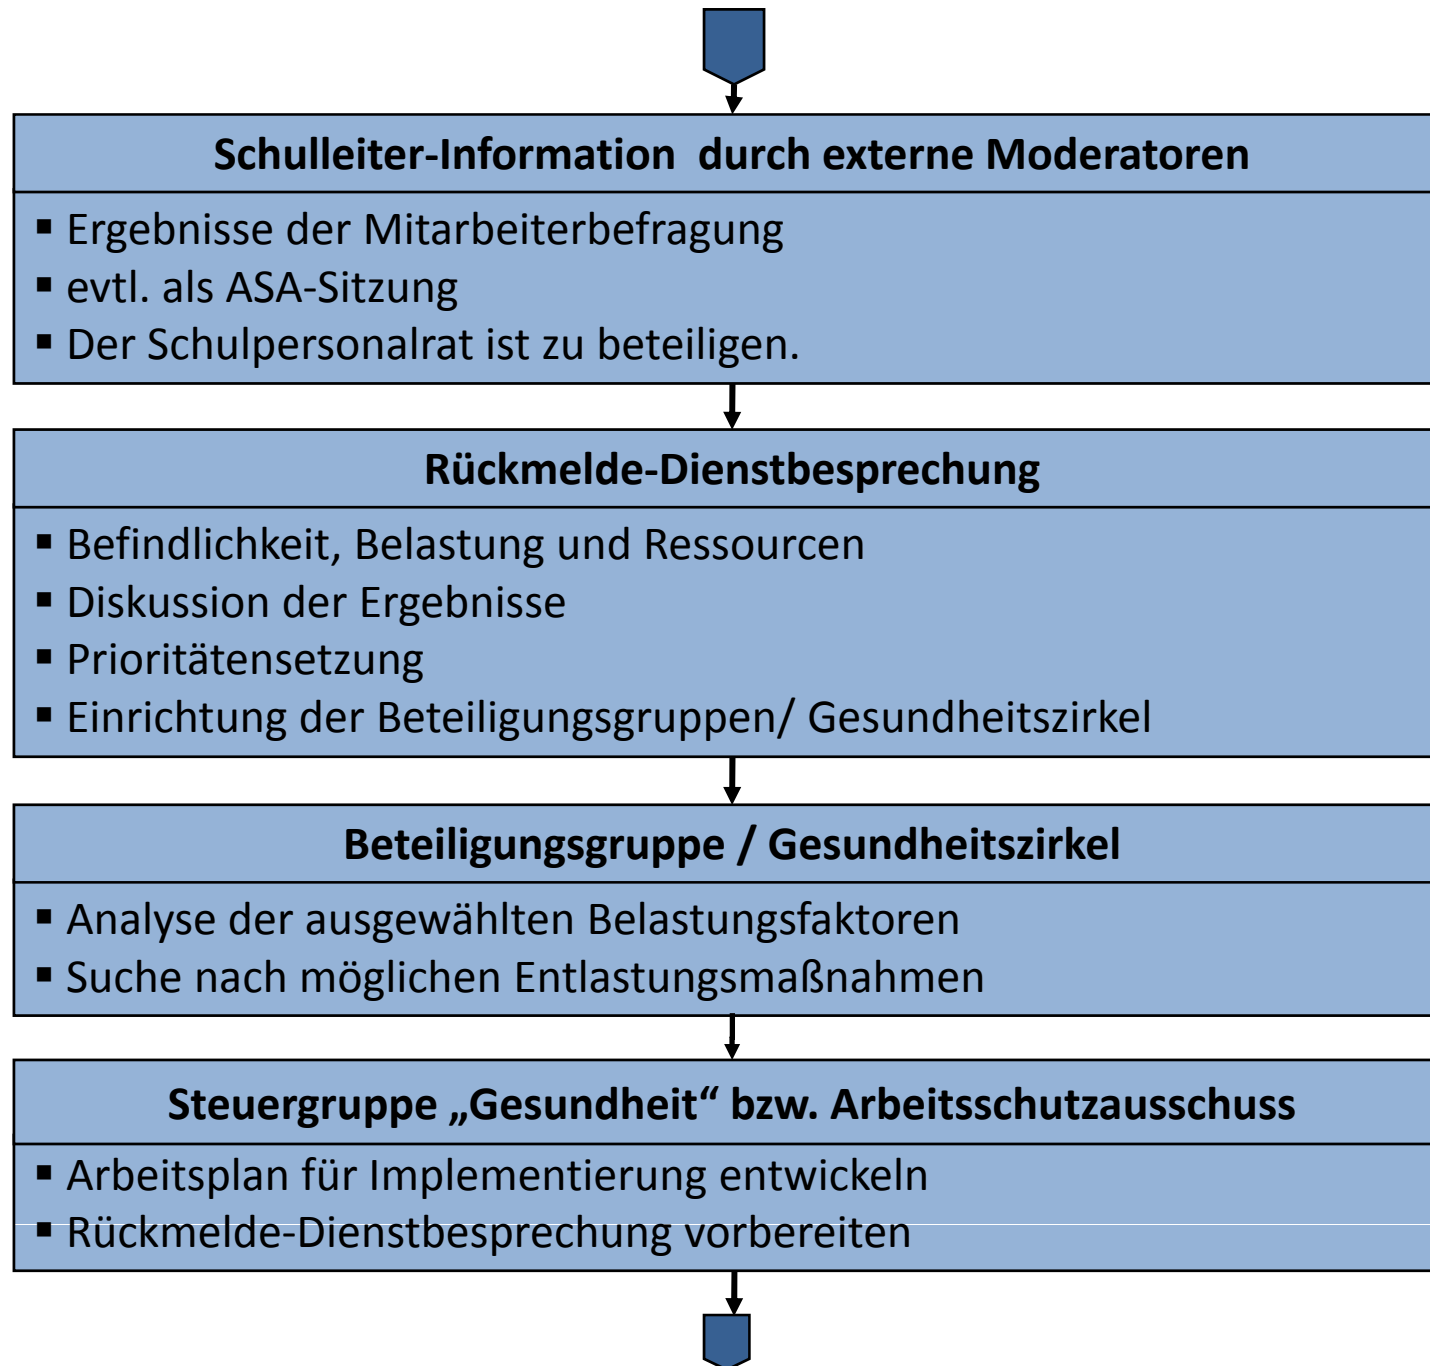 Schulleiter-Information durch externe Moderatoren
▪ Ergebnisse der Mitarbeiterbefragung
▪ evtl. als ASA-Sitzung
▪ Der Schulpersonalrat ist zu beteiligen.
Rückmelde-Dienstbesprechung
▪ Befindlichkeit, Belastung und Ressourcen
▪ Diskussion der Ergebnisse
▪ Prioritätensetzung
▪ Einrichtung der Beteiligungsgruppen/ Gesundheitszirkel
Beteiligungsgruppe / Gesundheitszirkel
▪ Analyse der ausgewählten Belastungsfaktoren
▪ Suche nach möglichen Entlastungsmaßnahmen
Steuergruppe „Gesundheit“ bzw. Arbeitsschutzausschuss
▪ Arbeitsplan für Implementierung entwickeln
▪ Rückmelde-Dienstbesprechung vorbereiten